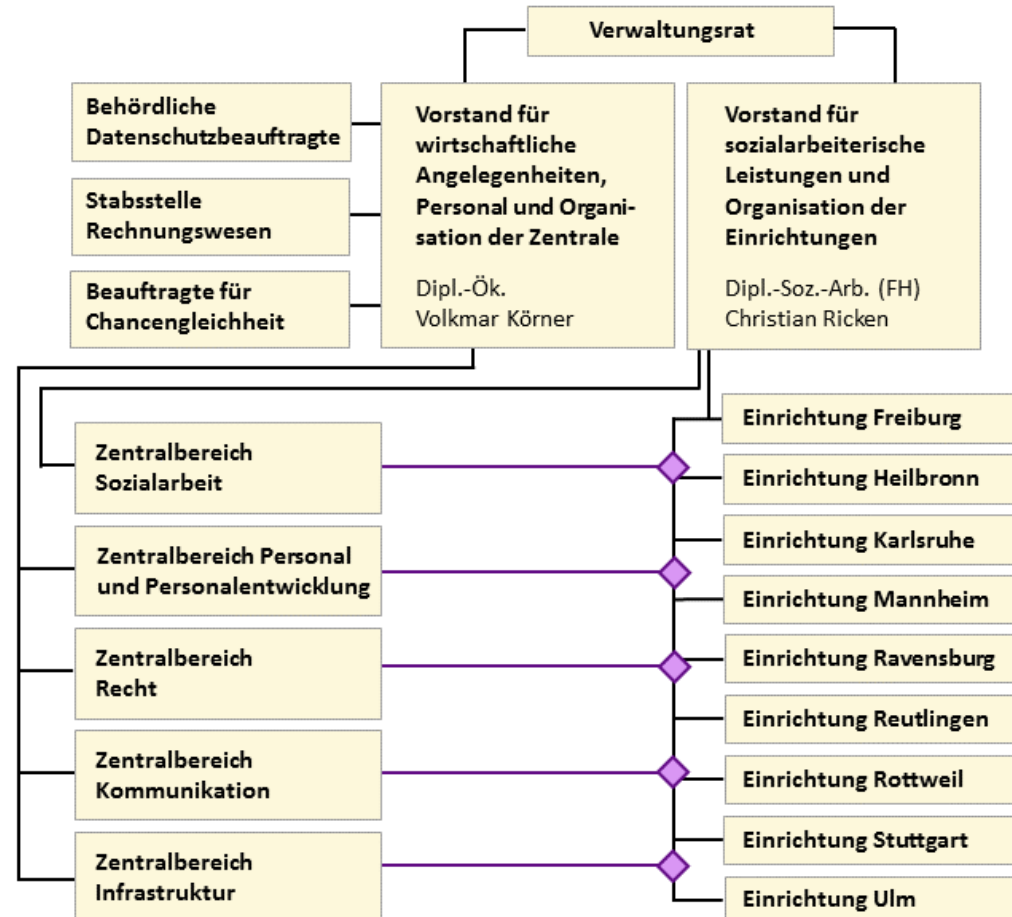 Verwaltungsrat
Behördliche
Datenschutzbeauftragte
Stabsstelle
Rechnungswesen
Beauftragte für
Chancengleichheit
Vorstand für
wirtschaftliche
Angelegenheiten,
Personal und Organi-
sation der Zentrale
Dipl.-Ök.
Volkmar Körner
Vorstand für
sozialarbeiterische
Leistungen und
Organisation der
Einrichtungen
Dipl.-Soz.-Arb. (FH)
Christian Ricken
Zentralbereich
Sozialarbeit
Zentralbereich Personal
und Personalentwicklung
Zentralbereich
Recht
Zentralbereich
Kommunikation
Zentralbereich
Infrastruktur
Einrichtung Freiburg
Einrichtung Heilbronn
Einrichtung Karlsruhe
Einrichtung Mannheim
Einrichtung Ravensburg
Einrichtung Reutlingen
Einrichtung Rottweil
Einrichtung Stuttgart
Einrichtung Ulm